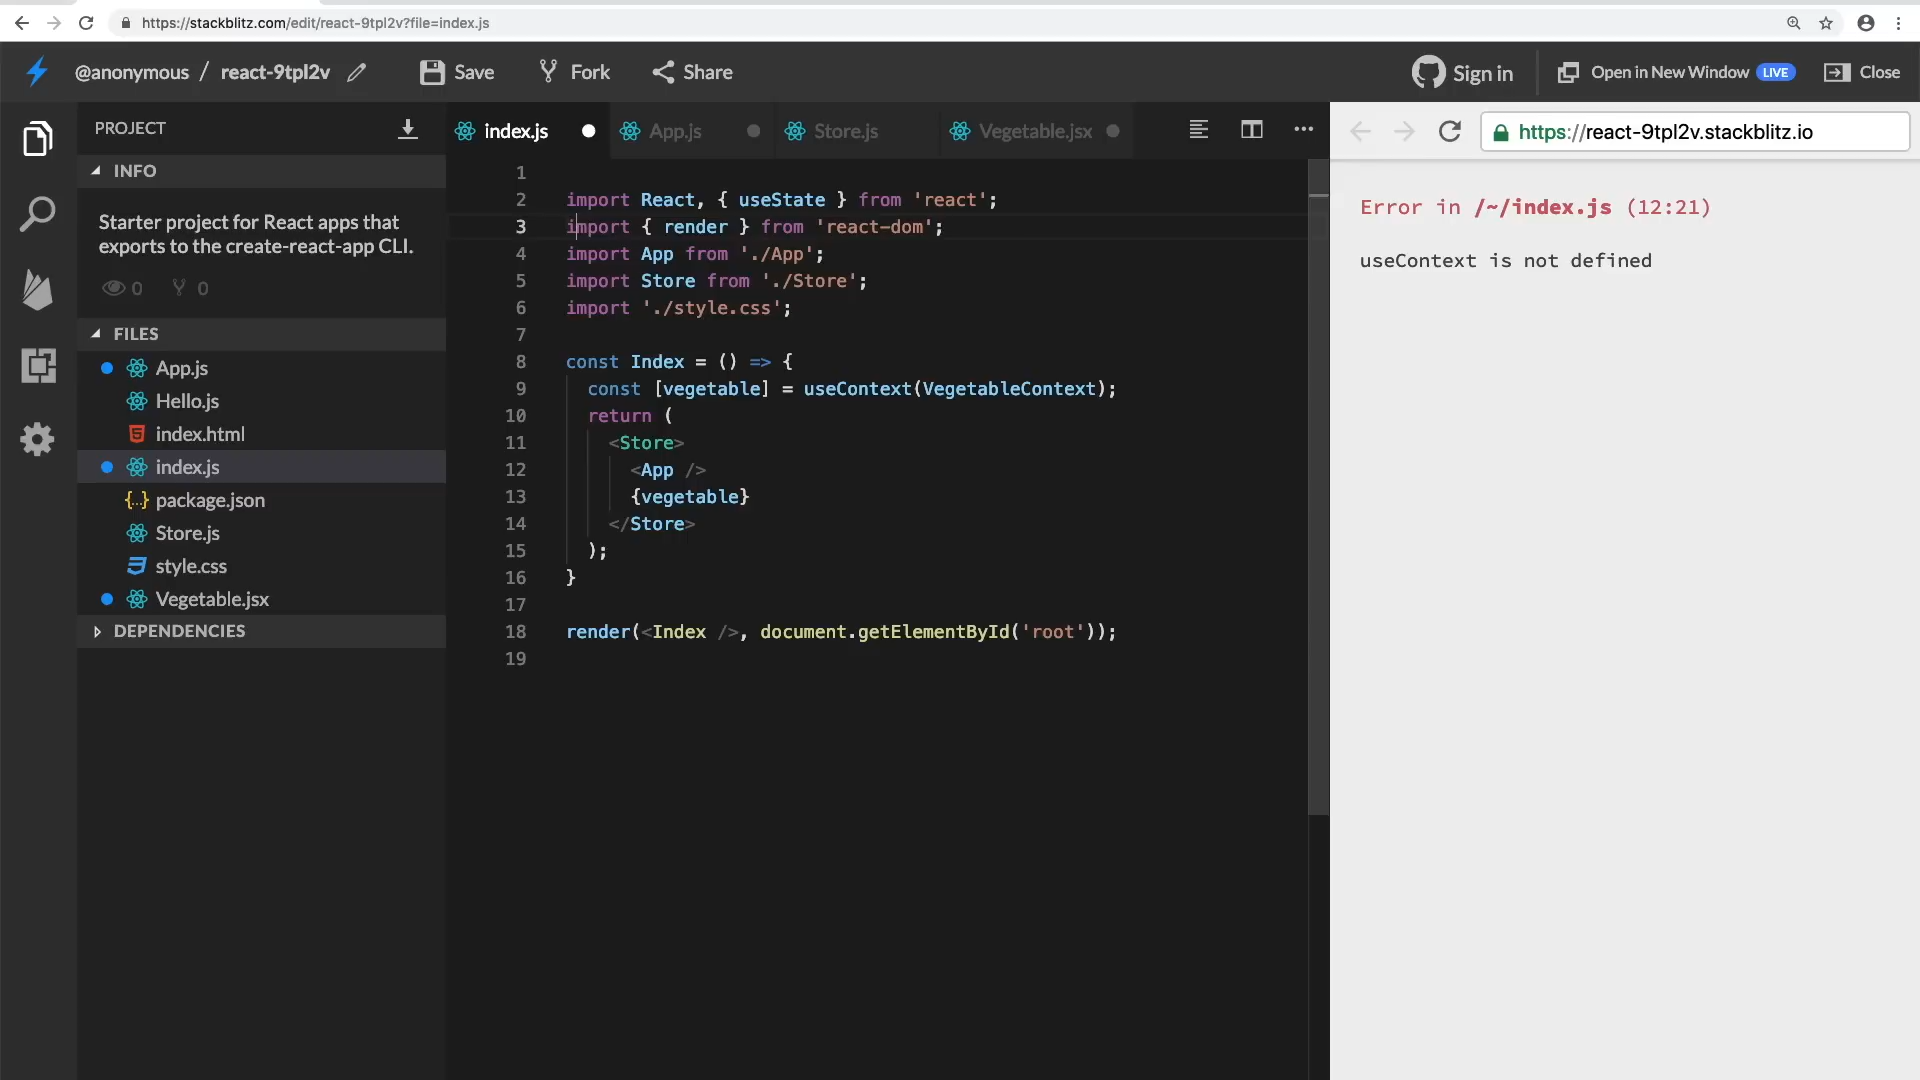 https://stackblitz.com/edit/react-9tpl2v?file=index.js
@anonymous / react-9tpl2v
Save
Fork
Share
Sign in
Open in New Window LIVE
Close
PROJECT
INFO
Starter project for React apps that
exports to the create-react-app CLI.
0 0
FILES
App.js
Hello.js
index.html
index.js
package.json
Store.js
style.css
Vegetable.jsx
DEPENDENCIES
index.js App.js Store.js Vegetable.jsx
1
2 import React, { useState } from 'react';
3 import { render } from 'react-dom';
4 import App from './App';
5 import Store from './Store';
6 import './style.css';
7
8 const Index = () => {
9 const [vegetable] = useContext(VegetableContext);
10 return (
11 <Store>
12 <App />
13 {vegetable}
14 </Store>
15 );
16 }
17
18 render(<Index />, document.getElementById('root'));
19
https://react-9tpl2v.stackblitz.io
Error in /~/index.js (12:21)
useContext is not defined